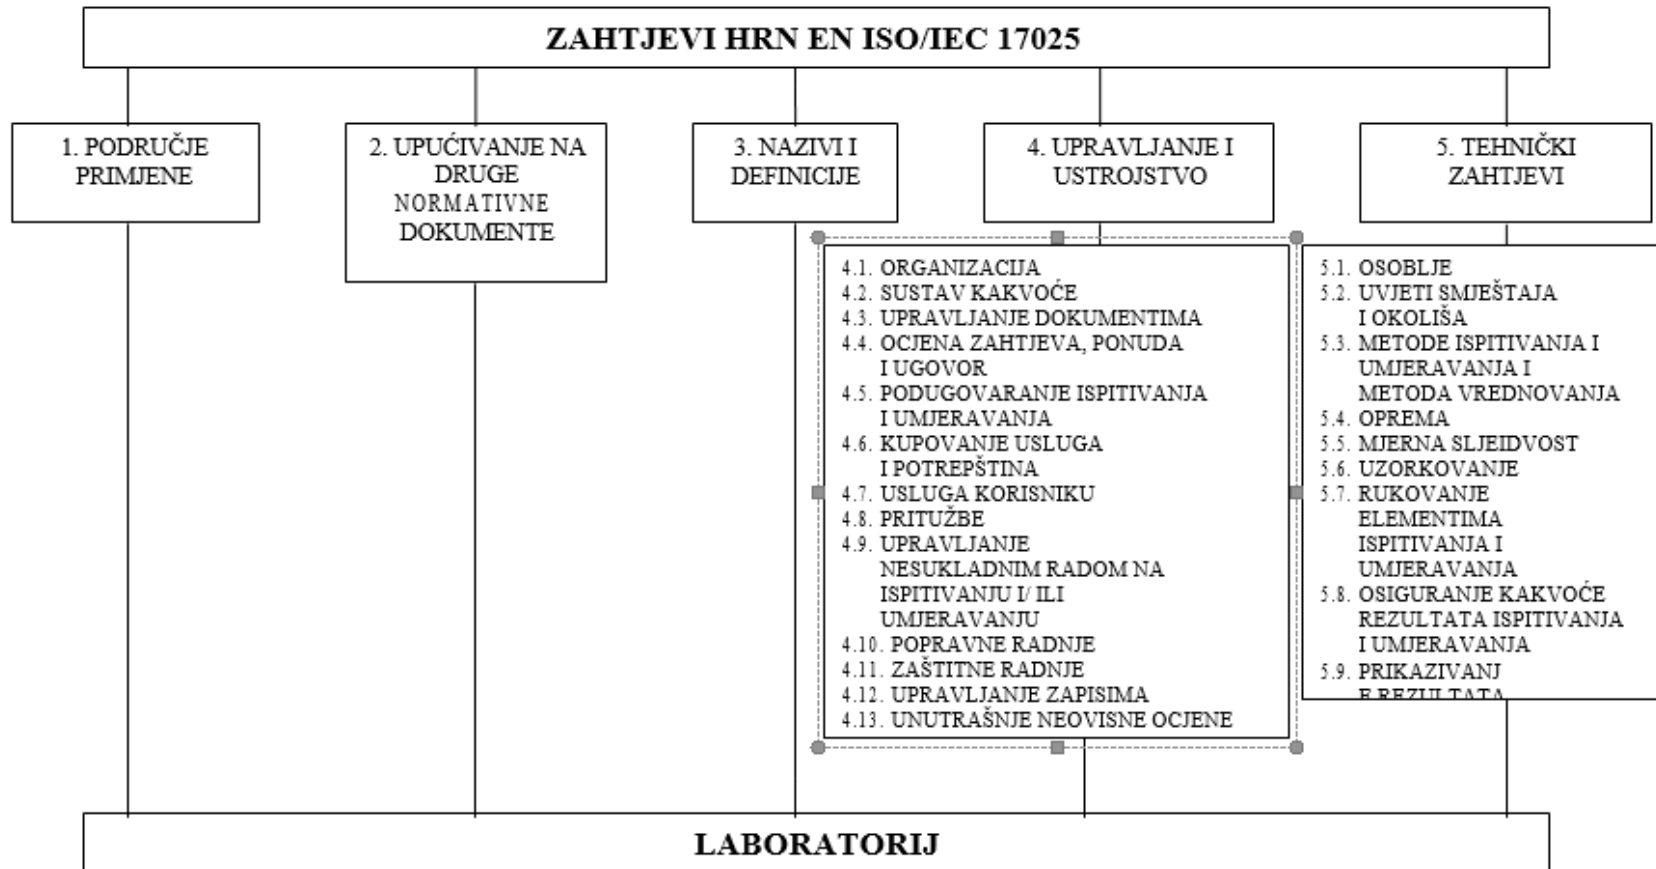 ZAHTJEVI HRN EN ISO/IEC 17025
1. PODRUČJE
PRIMJENE
2. UPUĆIVANJE NA
DRUGE
NORMATIVNE
DOKUMENTE
3. NAZIVI I
DEFINICIJE
4. UPRAVLJANJE I
USTROJSTVO
5. TEHNIČKI
ZAHTJEVI
4.1. ORGANIZACIJA
4.2. SUSTAV KAKVOĆE
4.3. UPRAVLJANJE DOKUMENTIMA
4.4. OCJENA ZAHTJEVA, PONUDA
I UGOVOR
4.5. PODUGOVARANJE ISPITIVANJA
I UMJERAVANJA
4.6. KUPOVANJE USLUGA
I POTREPŠTINA
4.7. USLUGA KORISNIKU
4.8. PRITUŽBE
4.9. UPRAVLJANJE
NESUKLADNIM RADOM NA
ISPITIVANJU I/ ILI
UMJERAVANJU
4.10. POPRAVNE RADNJE
4.11. ZAŠTITNE RADNJE
4.12. UPRAVLJANJE ZAPISIMA
4.13. UNUTRAŠNJE NEOVISNE OCJENE
5.1. OSOBLJE
5.2. UVJETI SMJEŠTAJA
I OKOLIŠA
5.3. METODE ISPITIVANJA I
UMJERAVANJA I
METODA VREDNOVANJA
5.4. OPREMA
5.5. MJERNA SLJEIDVOST
5.6. UZORKOVANJE
5.7. RUKOVANJE
ELEMENTIMA
ISPITIVANJA I
UMJERAVANJA
5.8. OSIGURANJE KAKVOĆE
REZULTATA ISPITIVANJA
I UMJERAVANJA
5.9. PRIKAZIVANJ
E REZULTATA
LABORATORIJ